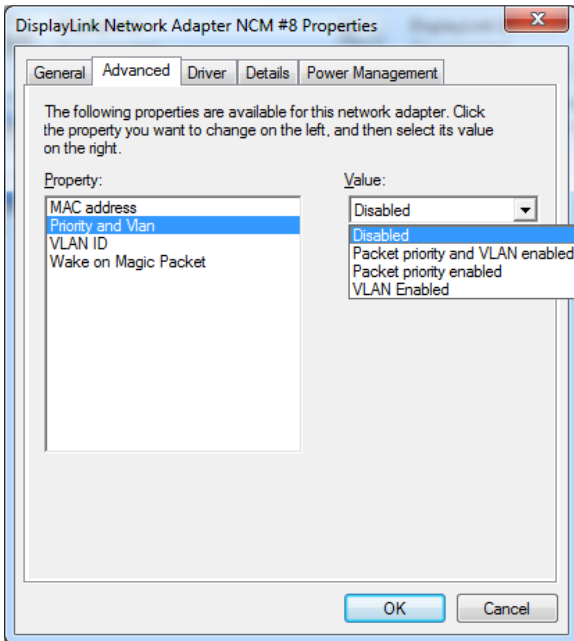 DisplayLink Network Adapter NCM #8 Properties
General Advanced Driver Details Power Management
The following properties are available for this network adapter. Click
the property you want to change on the left, and then select its value
on the right.
Property:
MAC address
Priority and Vlan
VLAN ID
Wake on Magic Packet
Value:
Disabled
Disabled
Packet priority and VLAN enabled
Packet priority enabled
VLAN Enabled
OK Cancel